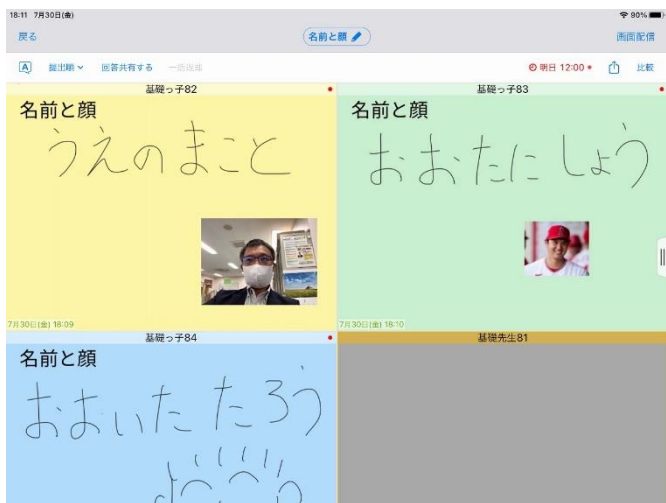 18:11 7月30日(金)
90%
戻る
名前と顔
画面配信
A
提出順
回答共有する
一括返却
明日 12:00
比較
基礎っ子82
名前と顔
うえのまこと
7月30日(金) 18:09
基礎っ子83
名前と顔
おおたにしょう
7月30日(金) 18:10
基礎っ子84
名前と顔
おおいた たろう
基礎先生81